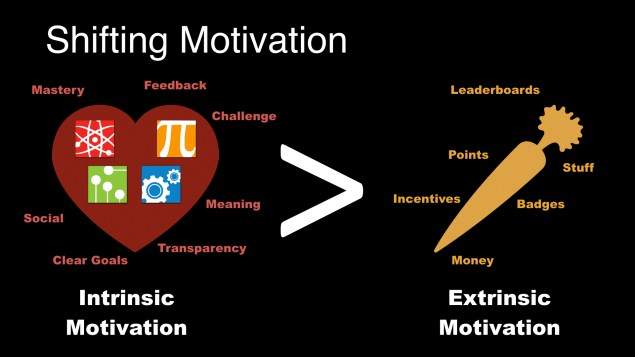 Shifting Motivation
Mastery
Feedback
Challenge
Meaning
Transparency
Clear Goals
Social
π
>
Leaderboards
Points
Stuff
Incentives
Badges
Money
Intrinsic
Motivation
Extrinsic
Motivation